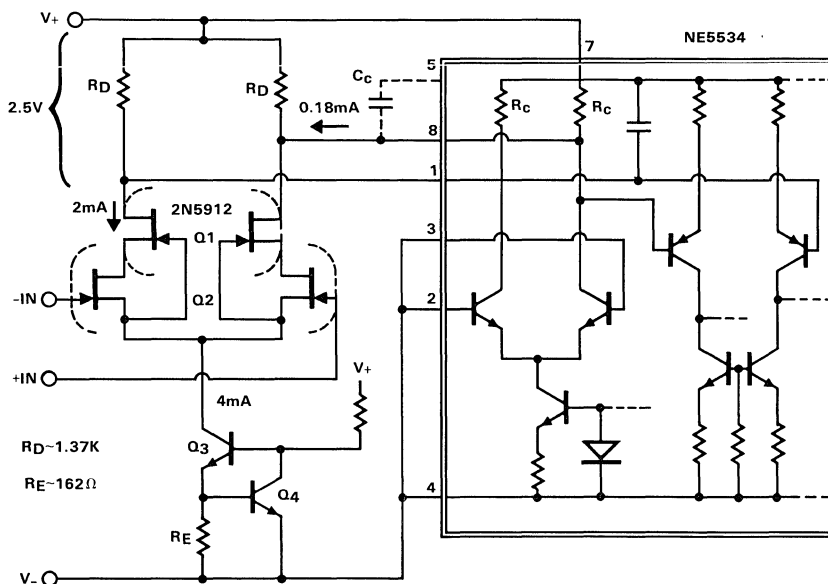 V+
7
NE5534
5
RD
RD
CC
0.18mA
RC
RC
2.5V
8
1
2mA
2N5912
Q1
3
-IN
Q2
2
+IN
V+
4mA
RD~1.37K
Q3
RE~162Ω
Q4
4
RE
V-